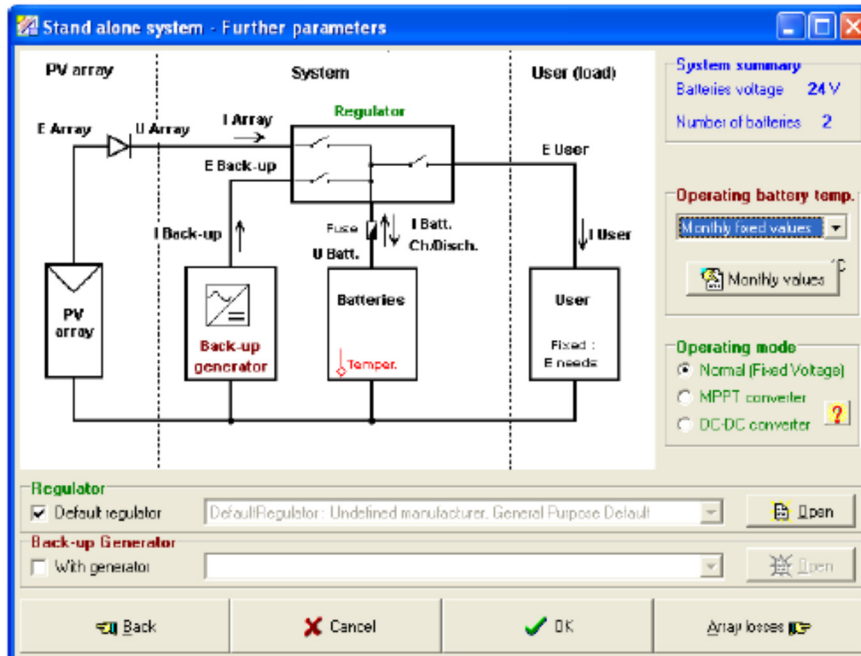 Stand alone system - Further parameters
PV array
System
User (load)
Regulator
E Array
U Array
I Array
E Back-up
E User
I Back-up
Fuse
I Batt.
Ch/Disch.
U Batt.
I User
PV
array
Back-up
generator
Batteries
Temper.
User
Fixed :
E needs
System summary
Batteries voltage 24 V
Number of batteries 2
Operating battery temp.
Monthly fixed values
°C
Monthly values
Operating mode
Normal (Fixed Voltage)
MPPT converter
DC-DC converter
?
Regulator
Default regulator
DefaultRegulator : Undefined manufacturer. General Purpose Default
Open
Back-up Generator
With generator
Open
Back
Cancel
OK
Array losses